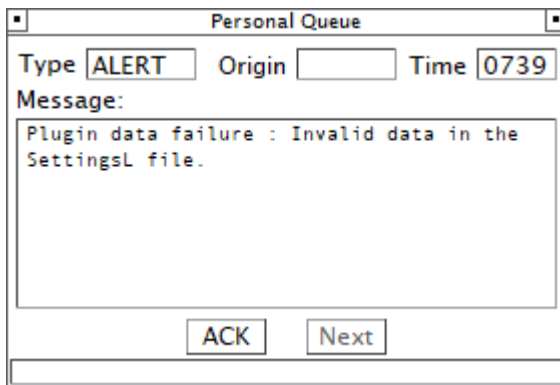 Personal Queue
Type ALERT Origin Time 0739
Message:
Plugin data failure : Invalid data in the
SettingsL file.
ACK Next